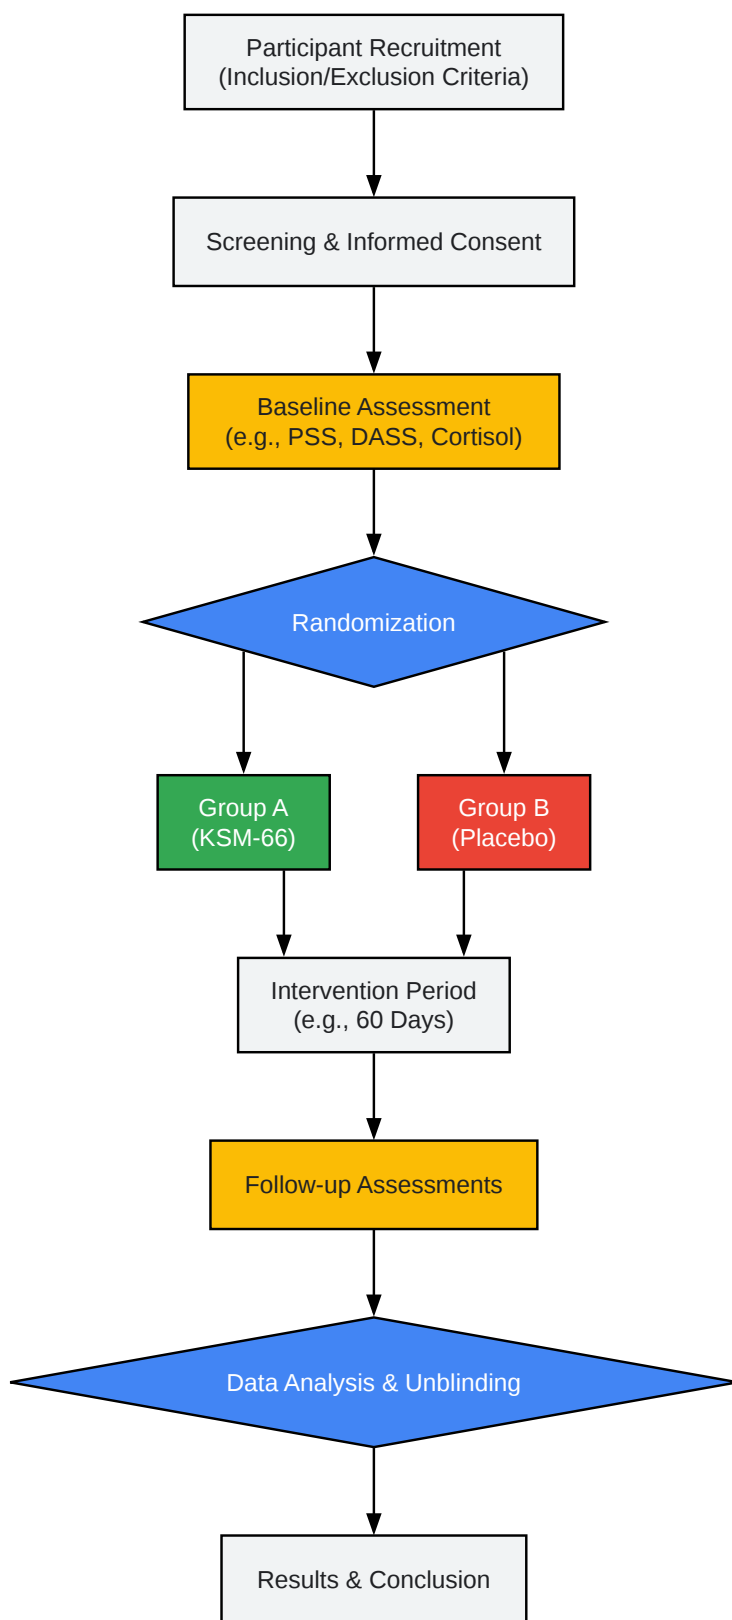 Participant Recruitment
(Inclusion/Exclusion Criteria)
Screening & Informed Consent
Baseline Assessment
(e.g., PSS, DASS, Cortisol)
Randomization
Group A
(KSM-66)
Group B
(Placebo)
Intervention Period
(e.g., 60 Days)
Follow-up Assessments
Data Analysis & Unblinding
Results & Conclusion